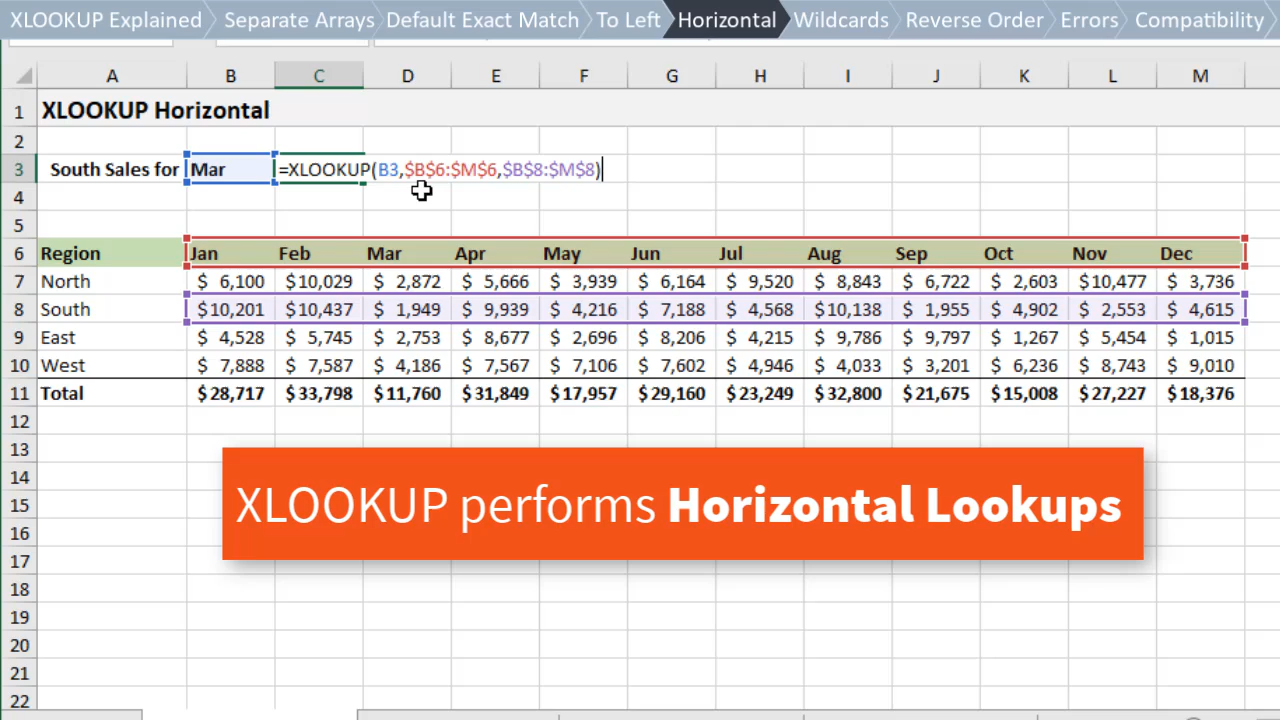 XLOOKUP Explained Separate Arrays Default Exact Match To Left Horizontal Wildcards Reverse Order Errors Compatibility
A B C D E F G H I J K L M
1 XLOOKUP Horizontal
2
3 South Sales for Mar =XLOOKUP(B3,$B$6:$M$6,$B$8:$M$8)
4
5
6 Region Jan Feb Mar Apr May Jun Jul Aug Sep Oct Nov Dec
7 North $ 6,100 $10,029 $ 2,872 $ 5,666 $ 3,939 $ 6,164 $ 9,520 $ 8,843 $ 6,722 $ 2,603 $10,477 $ 3,736
8 South $10,201 $10,437 $ 1,949 $ 9,939 $ 4,216 $ 7,188 $ 4,568 $10,138 $ 1,955 $ 4,902 $ 2,553 $ 4,615
9 East $ 4,528 $ 5,745 $ 2,753 $ 8,677 $ 2,696 $ 8,206 $ 4,215 $ 9,786 $ 9,797 $ 1,267 $ 5,454 $ 1,015
10 West $ 7,888 $ 7,587 $ 4,186 $ 7,567 $ 7,106 $ 7,602 $ 4,946 $ 4,033 $ 3,201 $ 6,236 $ 8,743 $ 9,010
11 Total $28,717 $33,798 $11,760 $31,849 $17,957 $29,160 $23,249 $32,800 $21,675 $15,008 $27,227 $18,376
12
13
14
15 XLOOKUP performs Horizontal Lookups
16
17
18
19
20
21
22